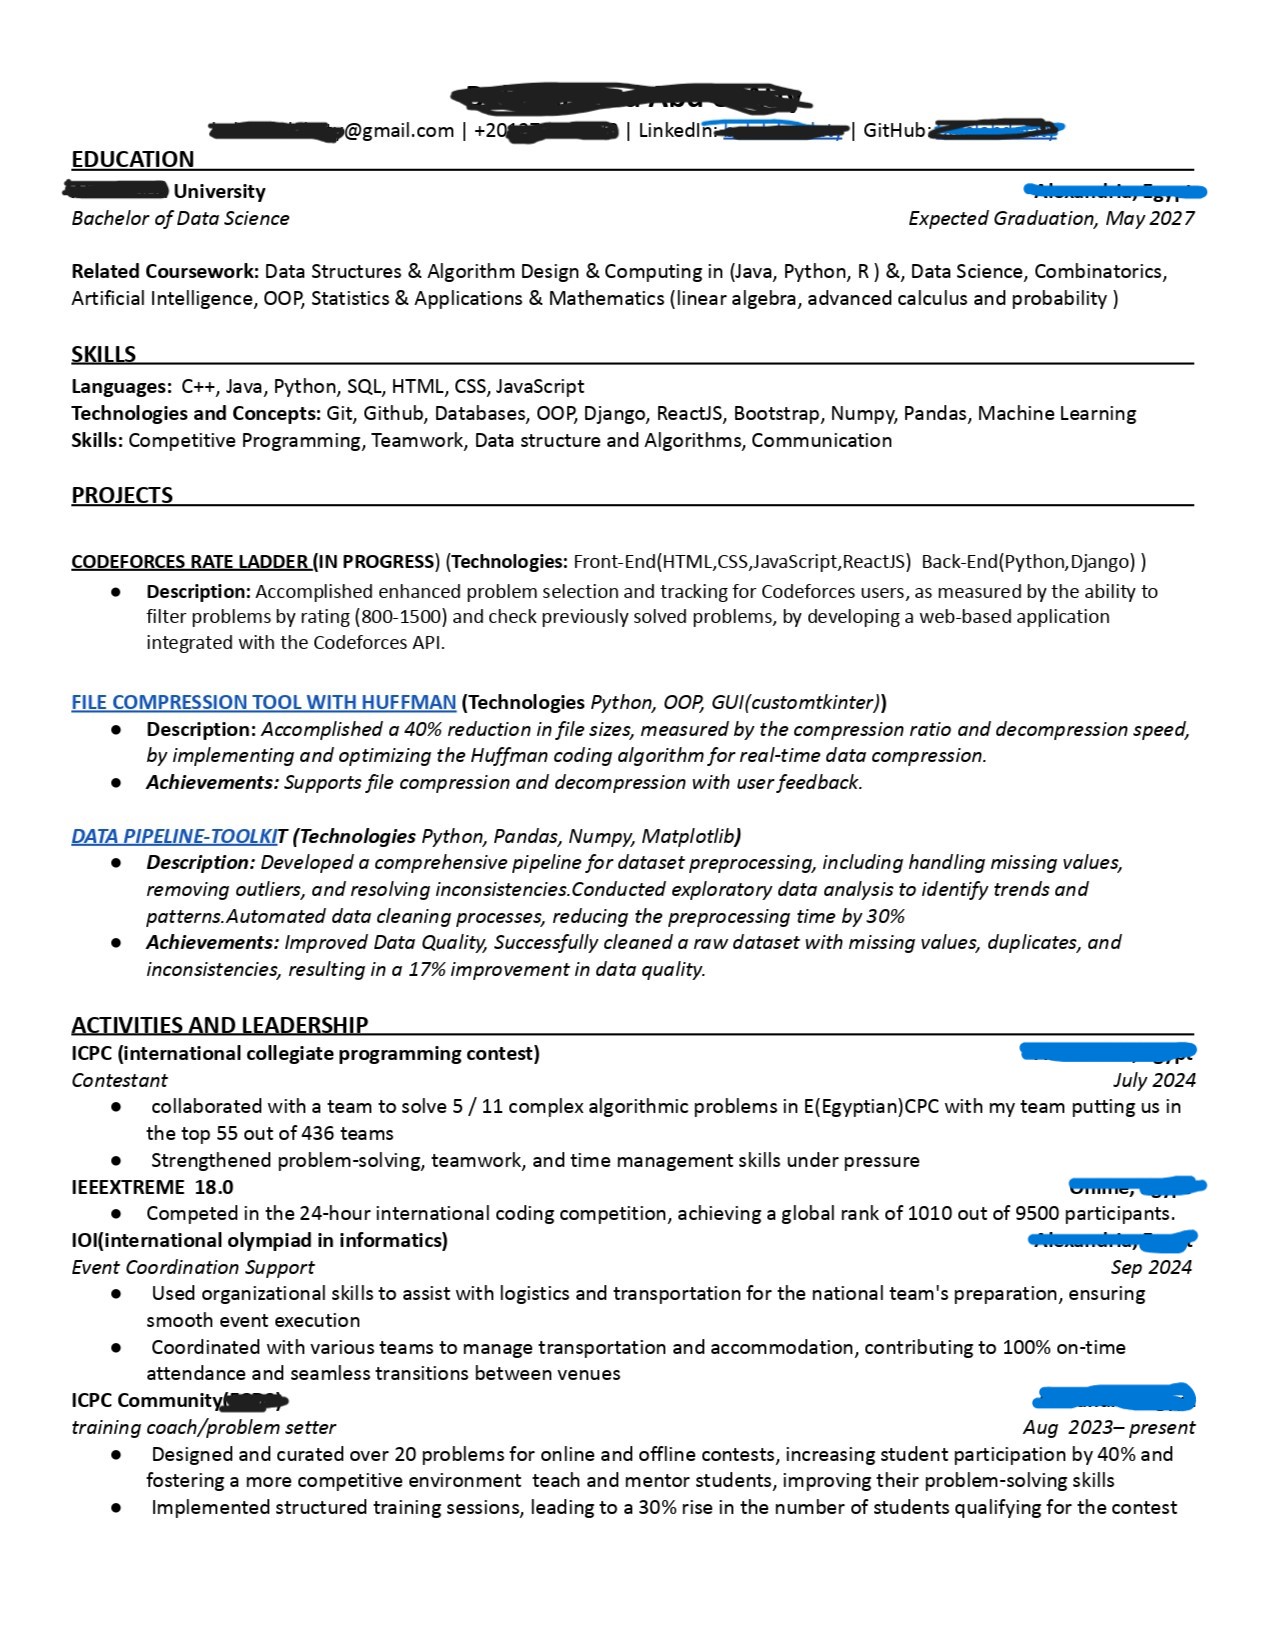 @gmail.com | +20 | LinkedIn: | GitHub:
EDUCATION
University
Bachelor of Data Science Expected Graduation, May 2027
Related Coursework: Data Structures & Algorithm Design & Computing in (Java, Python, R ) &, Data Science, Combinatorics,
Artificial Intelligence, OOP, Statistics & Applications & Mathematics (linear algebra, advanced calculus and probability )
SKILLS
Languages: C++, Java, Python, SQL, HTML, CSS, JavaScript
Technologies and Concepts: Git, Github, Databases, OOP, Django, ReactJS, Bootstrap, Numpy, Pandas, Machine Learning
Skills: Competitive Programming, Teamwork, Data structure and Algorithms, Communication
PROJECTS
CODEFORCES RATE LADDER (IN PROGRESS) (Technologies: Front-End(HTML,CSS,JavaScript,ReactJS) Back-End(Python,Django) )
● Description: Accomplished enhanced problem selection and tracking for Codeforces users, as measured by the ability to
filter problems by rating (800-1500) and check previously solved problems, by developing a web-based application
integrated with the Codeforces API.
FILE COMPRESSION TOOL WITH HUFFMAN (Technologies Python, OOP, GUI(customtkinter))
● Description: Accomplished a 40% reduction in file sizes, measured by the compression ratio and decompression speed,
by implementing and optimizing the Huffman coding algorithm for real-time data compression.
● Achievements: Supports file compression and decompression with user feedback.
DATA PIPELINE-TOOLKIT (Technologies Python, Pandas, Numpy, Matplotlib)
● Description: Developed a comprehensive pipeline for dataset preprocessing, including handling missing values,
removing outliers, and resolving inconsistencies.Conducted exploratory data analysis to identify trends and
patterns.Automated data cleaning processes, reducing the preprocessing time by 30%
● Achievements: Improved Data Quality, Successfully cleaned a raw dataset with missing values, duplicates, and
inconsistencies, resulting in a 17% improvement in data quality.
ACTIVITIES AND LEADERSHIP
ICPC (international collegiate programming contest)
Contestant July 2024
● collaborated with a team to solve 5 / 11 complex algorithmic problems in E(Egyptian)CPC with my team putting us in
the top 55 out of 436 teams
● Strengthened problem-solving, teamwork, and time management skills under pressure
IEEEXTREME 18.0
● Competed in the 24-hour international coding competition, achieving a global rank of 1010 out of 9500 participants.
IOI(international olympiad in informatics)
Event Coordination Support Sep 2024
● Used organizational skills to assist with logistics and transportation for the national team's preparation, ensuring
smooth event execution
● Coordinated with various teams to manage transportation and accommodation, contributing to 100% on-time
attendance and seamless transitions between venues
ICPC Community
training coach/problem setter Aug 2023– present
● Designed and curated over 20 problems for online and offline contests, increasing student participation by 40% and
fostering a more competitive environment teach and mentor students, improving their problem-solving skills
● Implemented structured training sessions, leading to a 30% rise in the number of students qualifying for the contest